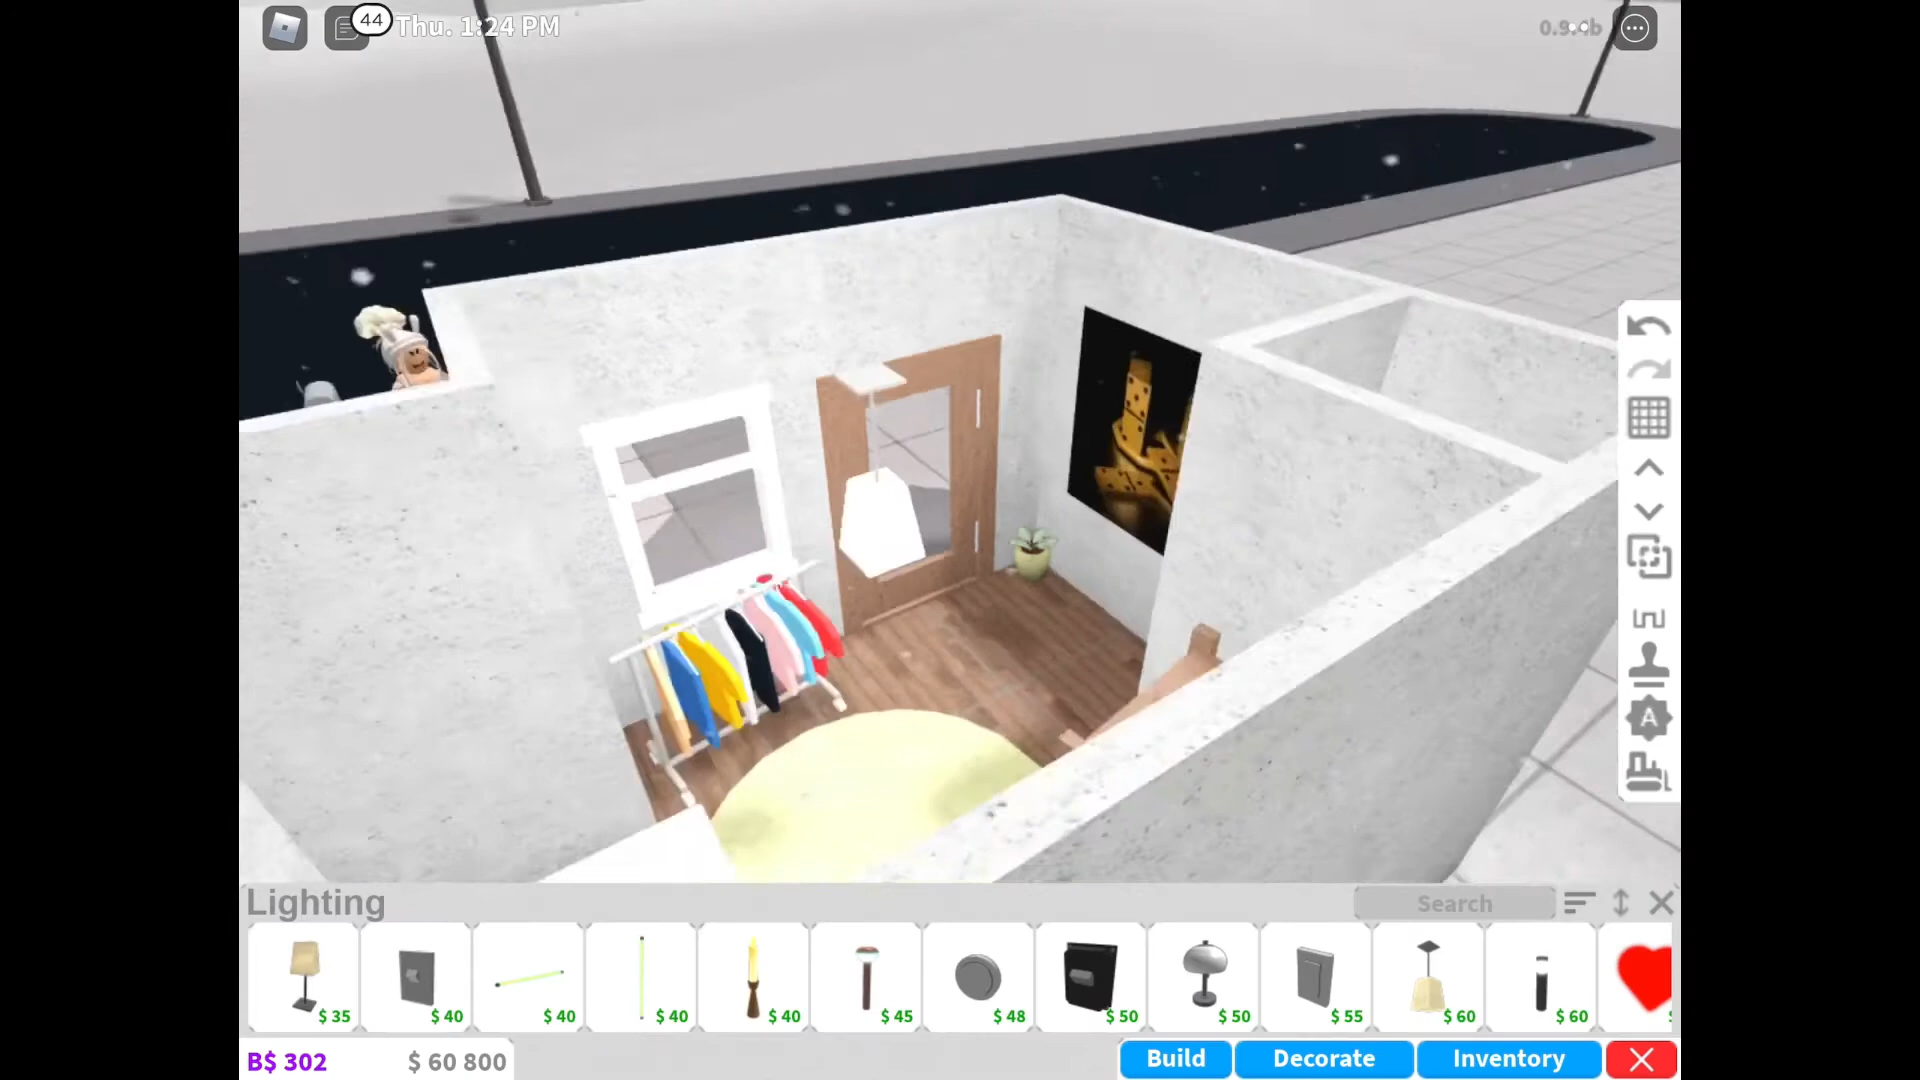 44
Thu. 1:24 PM
A
Lighting
Search
$ 35
$ 40
$ 40
$ 40
$ 40
$ 45
$ 48
$ 50
$ 50
$ 55
$ 60
$ 60
B$ 302
$ 60 800
Build
Decorate
Inventory